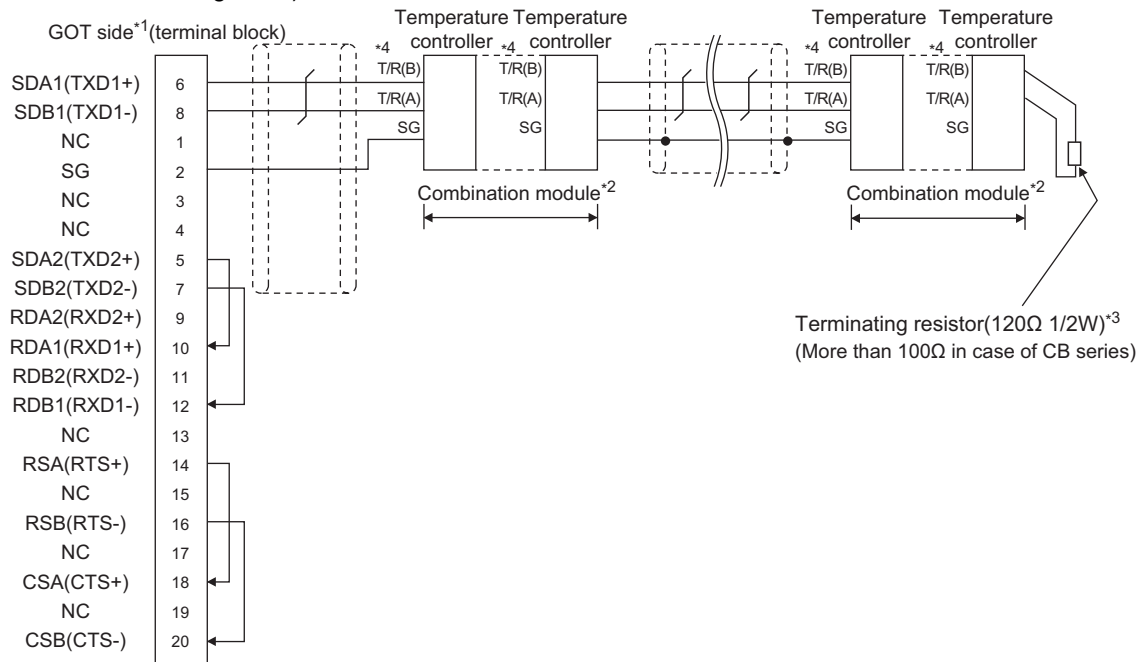 GOT side*1(terminal block)
SDA1(TXD1+) 6
SDB1(TXD1-) 8
NC 1
SG 2
NC 3
NC 4
SDA2(TXD2+) 5
SDB2(TXD2-) 7
RDA2(RXD2+) 9
RDA1(RXD1+) 10
RDB2(RXD2-) 11
RDB1(RXD1-) 12
NC 13
RSA(RTS+) 14
NC 15
RSB(RTS-) 16
NC 17
CSA(CTS+) 18
NC 19
CSB(CTS-) 20
Temperature controller
*4
T/R(B)
T/R(A)
SG
Temperature controller
*4
T/R(B)
T/R(A)
SG
Combination module*2
Temperature controller
*4
T/R(B)
T/R(A)
SG
Temperature controller
*4
T/R(B)
T/R(A)
SG
Combination module*2
Terminating resistor(120Ω 1/2W)*3
(More than 100Ω in case of CB series)